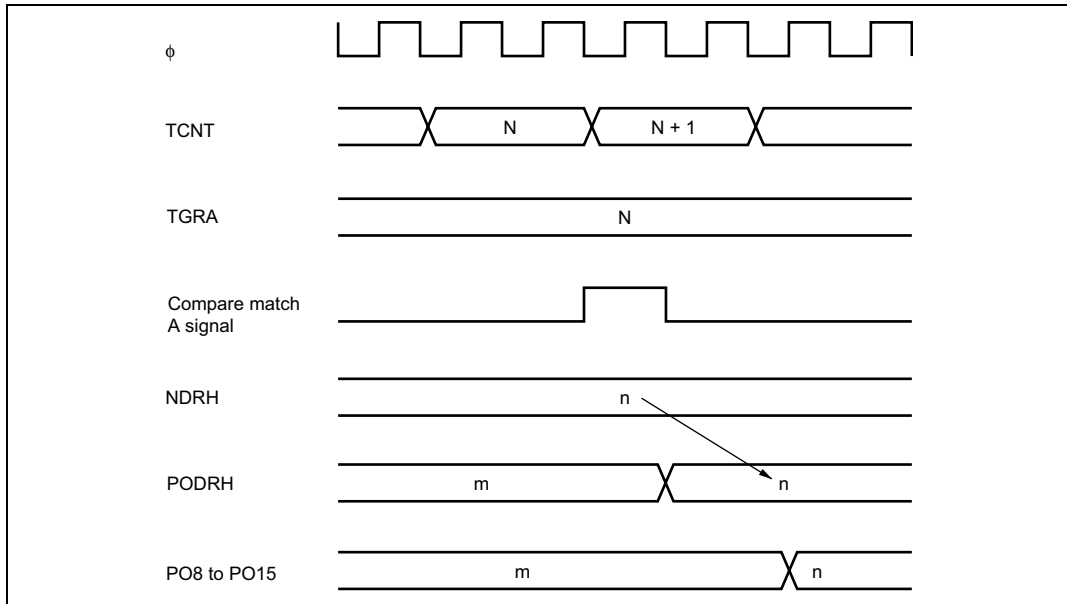 ϕ
TCNT
N
N + 1
TGRA
N
Compare match
A signal
NDRH
n
PODRH
m
n
PO8 to PO15
m
n